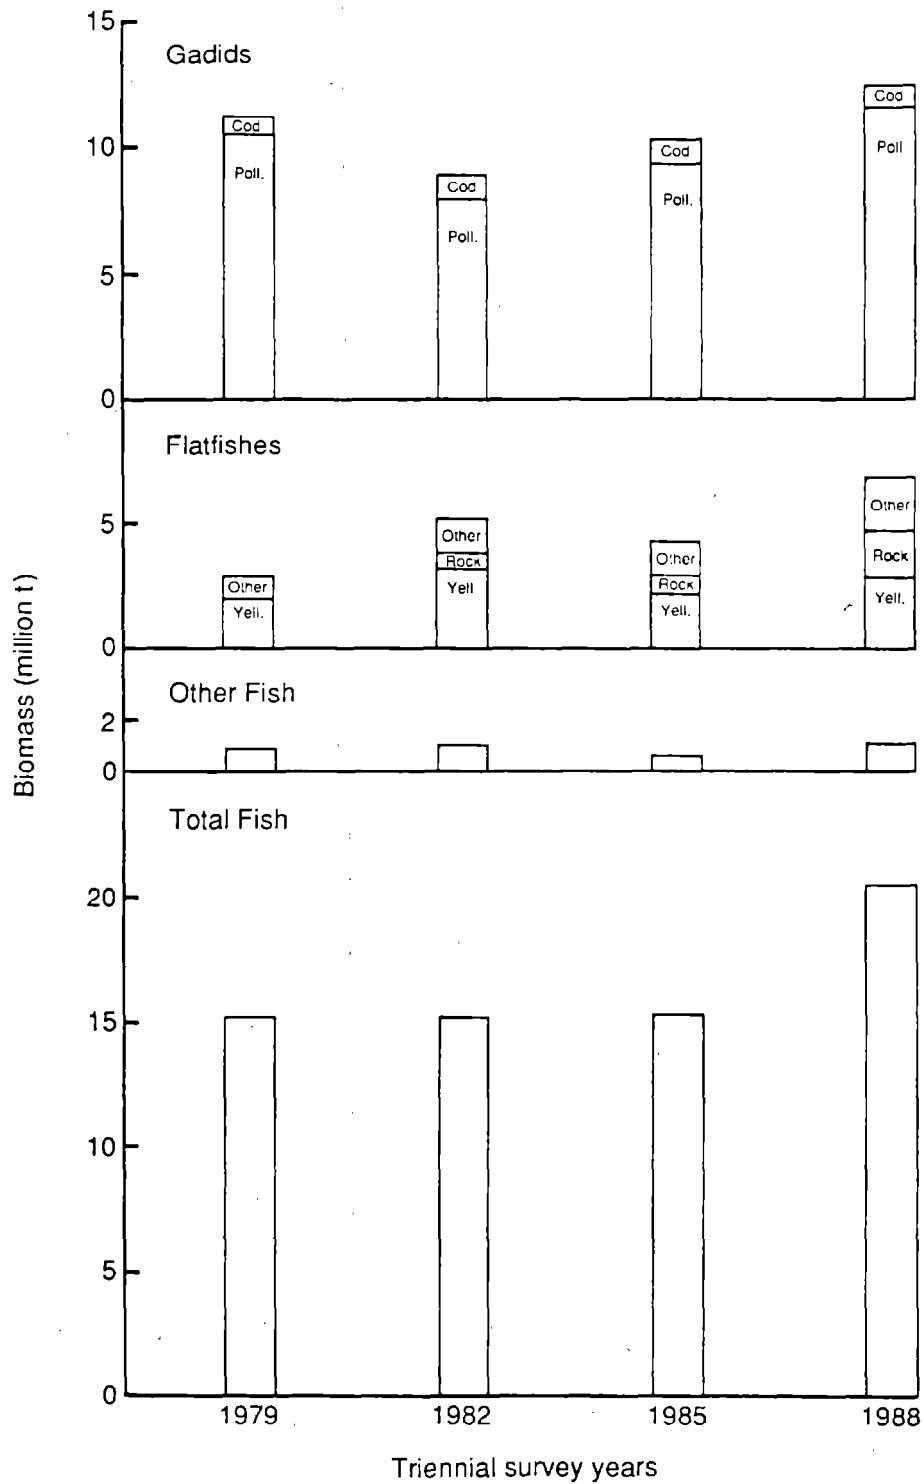 15
Gadids
Cod
Poll.
Cod
Poll.
Cod
Poll.
Cod
Poll
10
5
0
Flatfishes
Other
Yell.
Other
Rock
Yell
Other
Rock
Yell.
Other
Rock
Yell.
5
0
Other Fish
2
0
Total Fish
20
15
10
5
0
Biomass (million t)
1979
1982
1985
1988
Triennial survey years